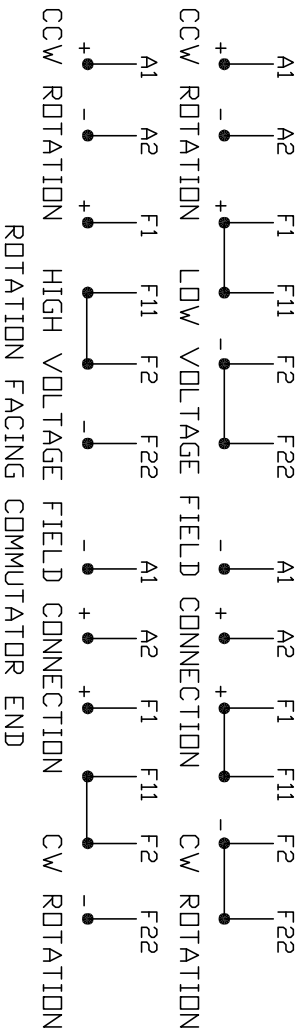 A1 A2 F1 F11 F2 F22 A1 A2 F1 F11 F2 F22
+ - + - - + + -
CCW ROTATION LOW VOLTAGE FIELD CONNECTION CW ROTATION
A1 A2 F1 F11 F2 F22 A1 A2 F1 F11 F2 F22
+ - + - - + + -
CCW ROTATION HIGH VOLTAGE FIELD CONNECTION CW ROTATION
ROTATION FACING COMMUTATOR END